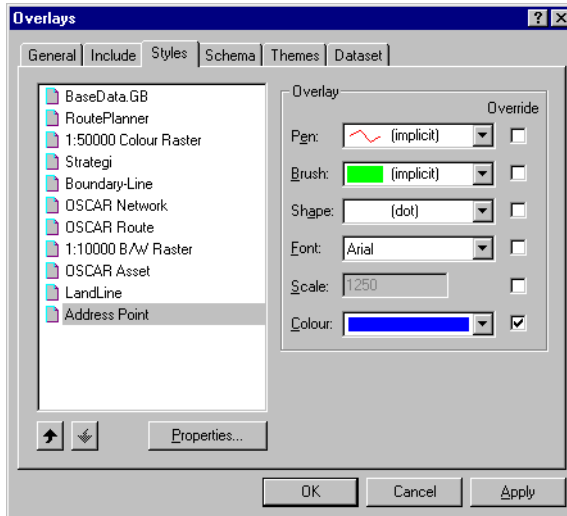 Overlays
General Include Styles Schema Themes Dataset
BaseData.GB
RoutePlanner
1:50000 Colour Raster
Strategi
Boundary-Line
OSCAR Network
OSCAR Route
1:10000 B/W Raster
OSCAR Asset
LandLine
Address Point
Properties...
Overlay
Override
Pen: (implicit)
Brush: (implicit)
Shape: (dot)
Font: Arial
Scale: 1250
Colour:
OK Cancel Apply